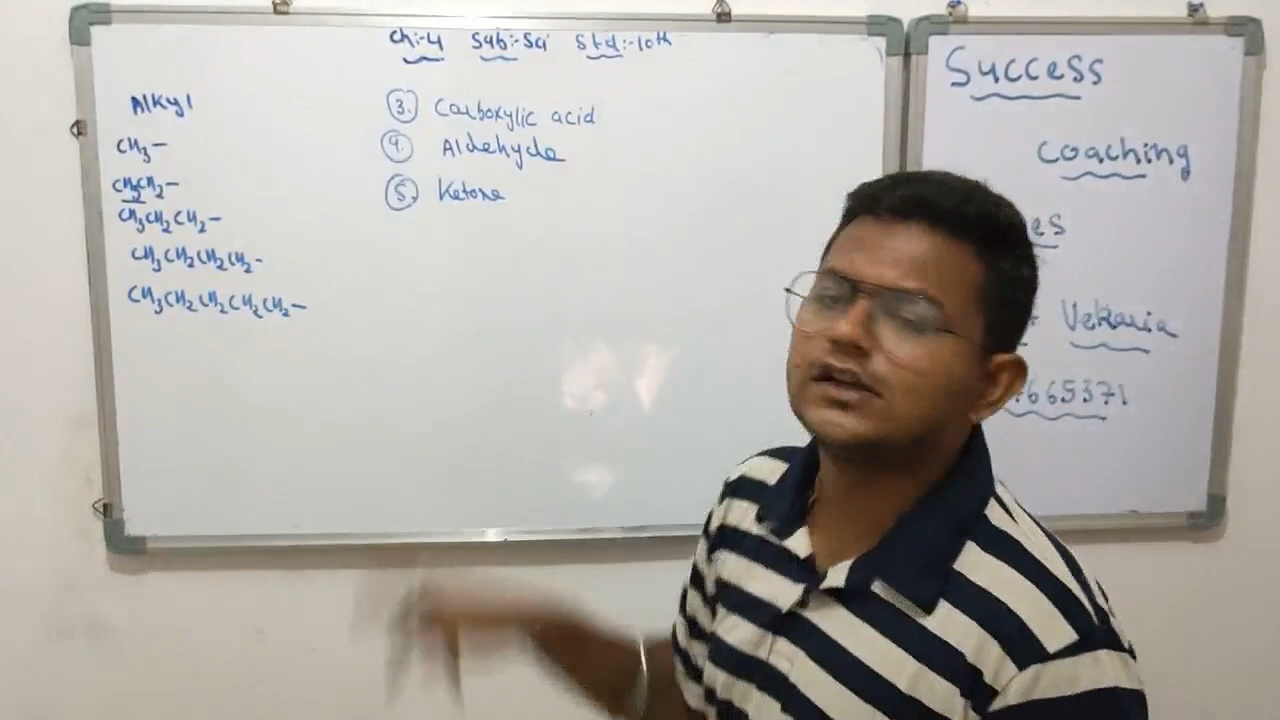 Ch:-4 Sub:-Sci Std:-10th
Alkyl
CH3-
CH3CH2-
CH3CH2CH2-
CH3CH2CH2CH2-
CH3CH2CH2CH2CH2-
③. Carboxylic acid
④. Aldehyde
⑤. Ketone
Success
coaching
es
Vekaria
665371